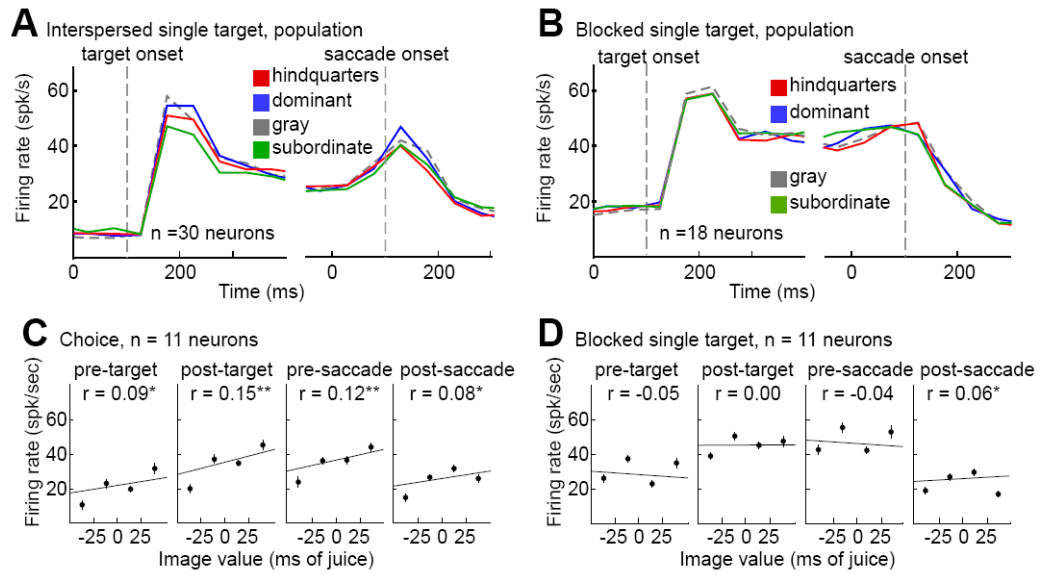 A Interspersed single target, population
target onset
saccade onset
Firing rate (spk/s)
60
40
20
hindquarters
dominant
gray
subordinate
n =30 neurons
0
200
0
200
Time (ms)
B Blocked single target, population
target onset
saccade onset
Firing rate (spk/s)
60
40
20
hindquarters
dominant
gray
subordinate
n =18 neurons
0
200
0
200
Time (ms)
C Choice, n = 11 neurons
pre-target
post-target
pre-saccade
post-saccade
r = 0.09*
r = 0.15**
r = 0.12**
r = 0.08*
Firing rate (spk/sec)
60
40
20
-25 0 25
-25 0 25
-25 0 25
-25 0 25
Image value (ms of juice)
D Blocked single target, n = 11 neurons
pre-target
post-target
pre-saccade
post-saccade
r = -0.05
r = 0.00
r = -0.04
r = 0.06*
Firing rate (spk/sec)
60
40
20
-25 0 25
-25 0 25
-25 0 25
-25 0 25
Image value (ms of juice)